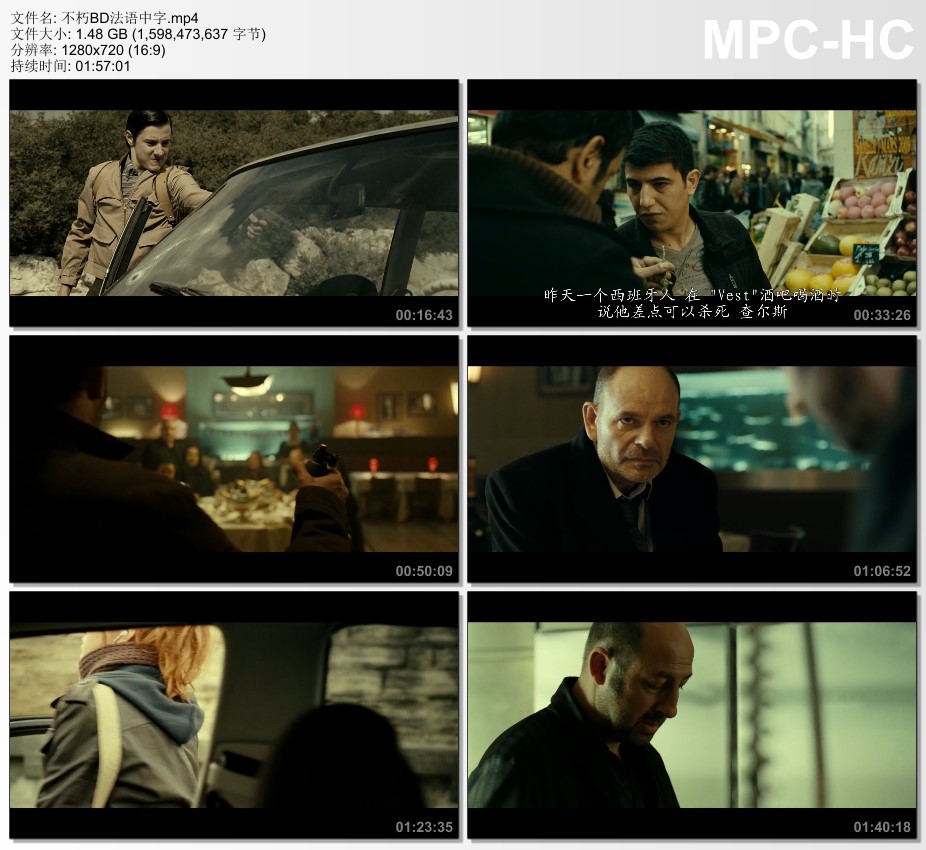 文件名: 不朽BD法语中字.mp4
MPC-HC
文件大小: 1.48 GB (1,598,473,637 字节)
分辨率: 1280x720 (16:9)
持续时间: 01:57:01
00:16:43
昨天一个西班牙人 在 "Vest"酒吧喝酒时
说他差点可以杀死 查尔斯
00:33:26
00:50:09
01:06:52
01:23:35
01:40:18